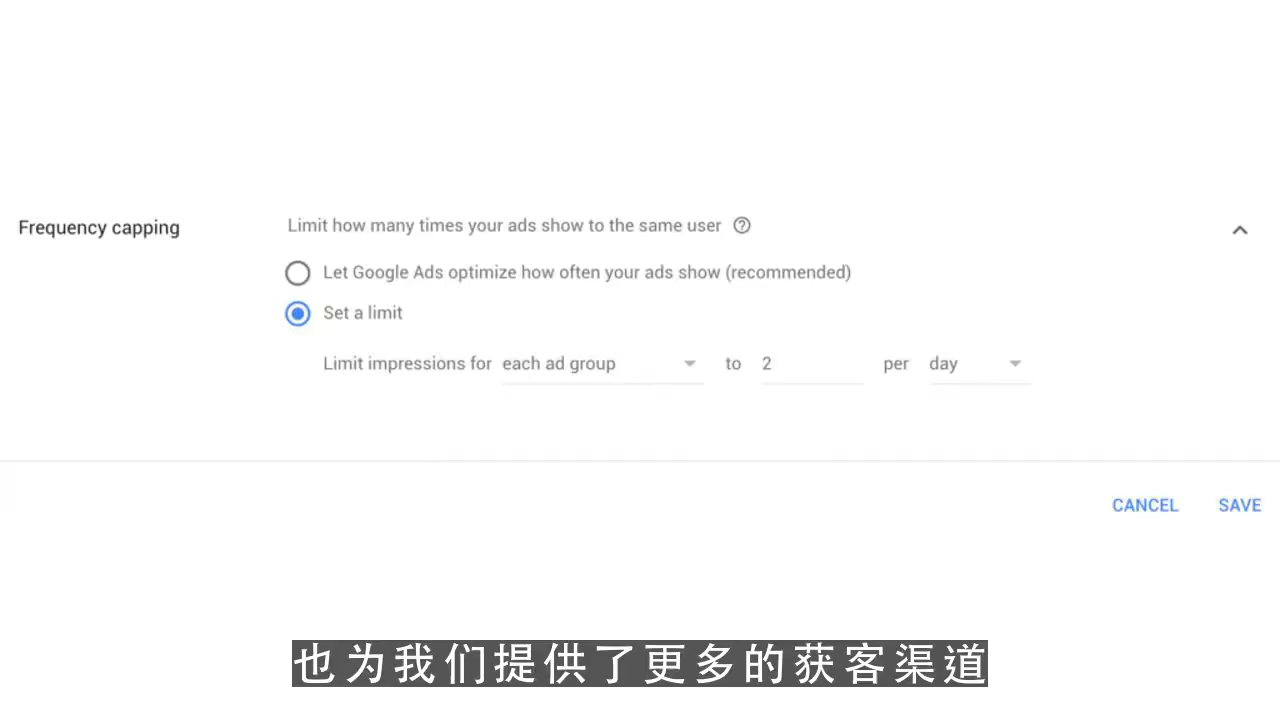 Frequency capping
Limit how many times your ads show to the same user
Let Google Ads optimize how often your ads show (recommended)
Set a limit
Limit impressions for each ad group to 2 per day
CANCEL SAVE
也为我们提供了更多的获客渠道